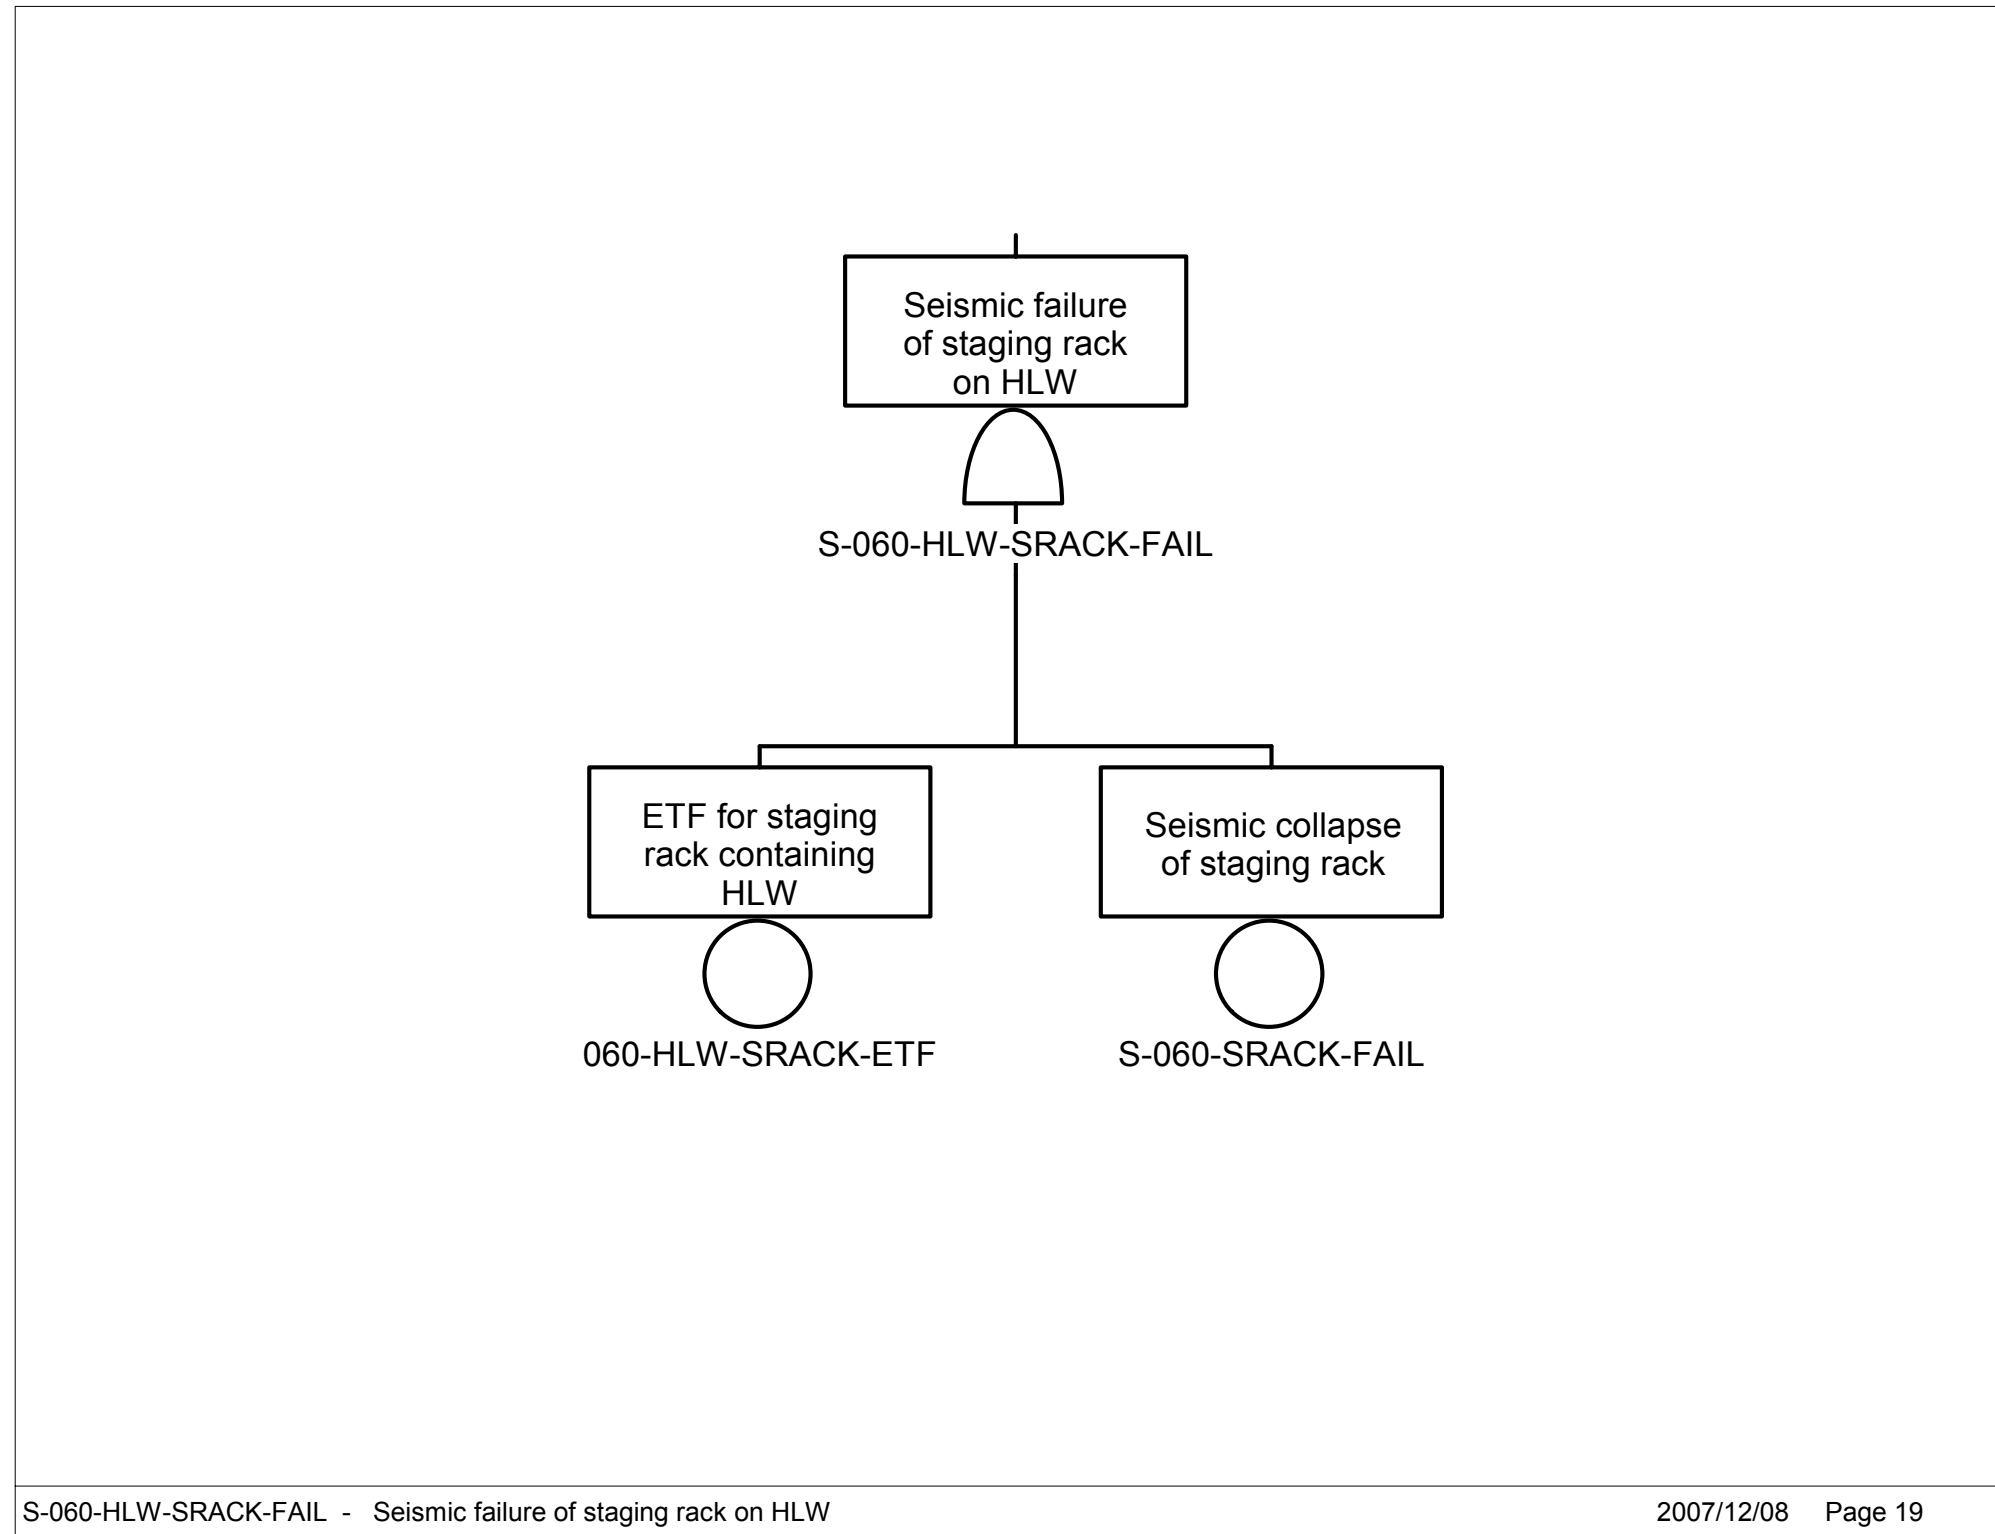 Seismic failure
of staging rack
on HLW
S-060-HLW-SRACK-FAIL
ETF for staging
rack containing
HLW
060-HLW-SRACK-ETF
Seismic collapse
of staging rack
S-060-SRACK-FAIL
S-060-HLW-SRACK-FAIL - Seismic failure of staging rack on HLW 2007/12/08 Page 19